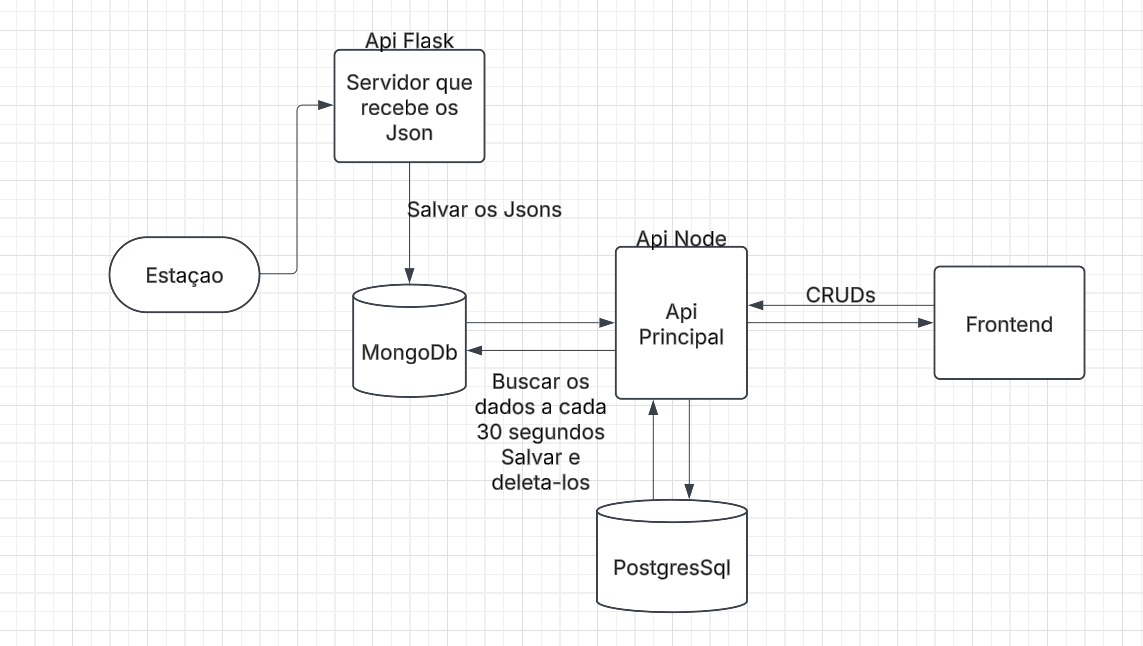 Api Flask
Servidor que
recebe os
Json
Salvar os Jsons
Estaçao
MongoDb
Buscar os
dados a cada
30 segundos
Salvar e
deleta-los
Api Node
Api
Principal
CRUDs
Frontend
PostgresSql